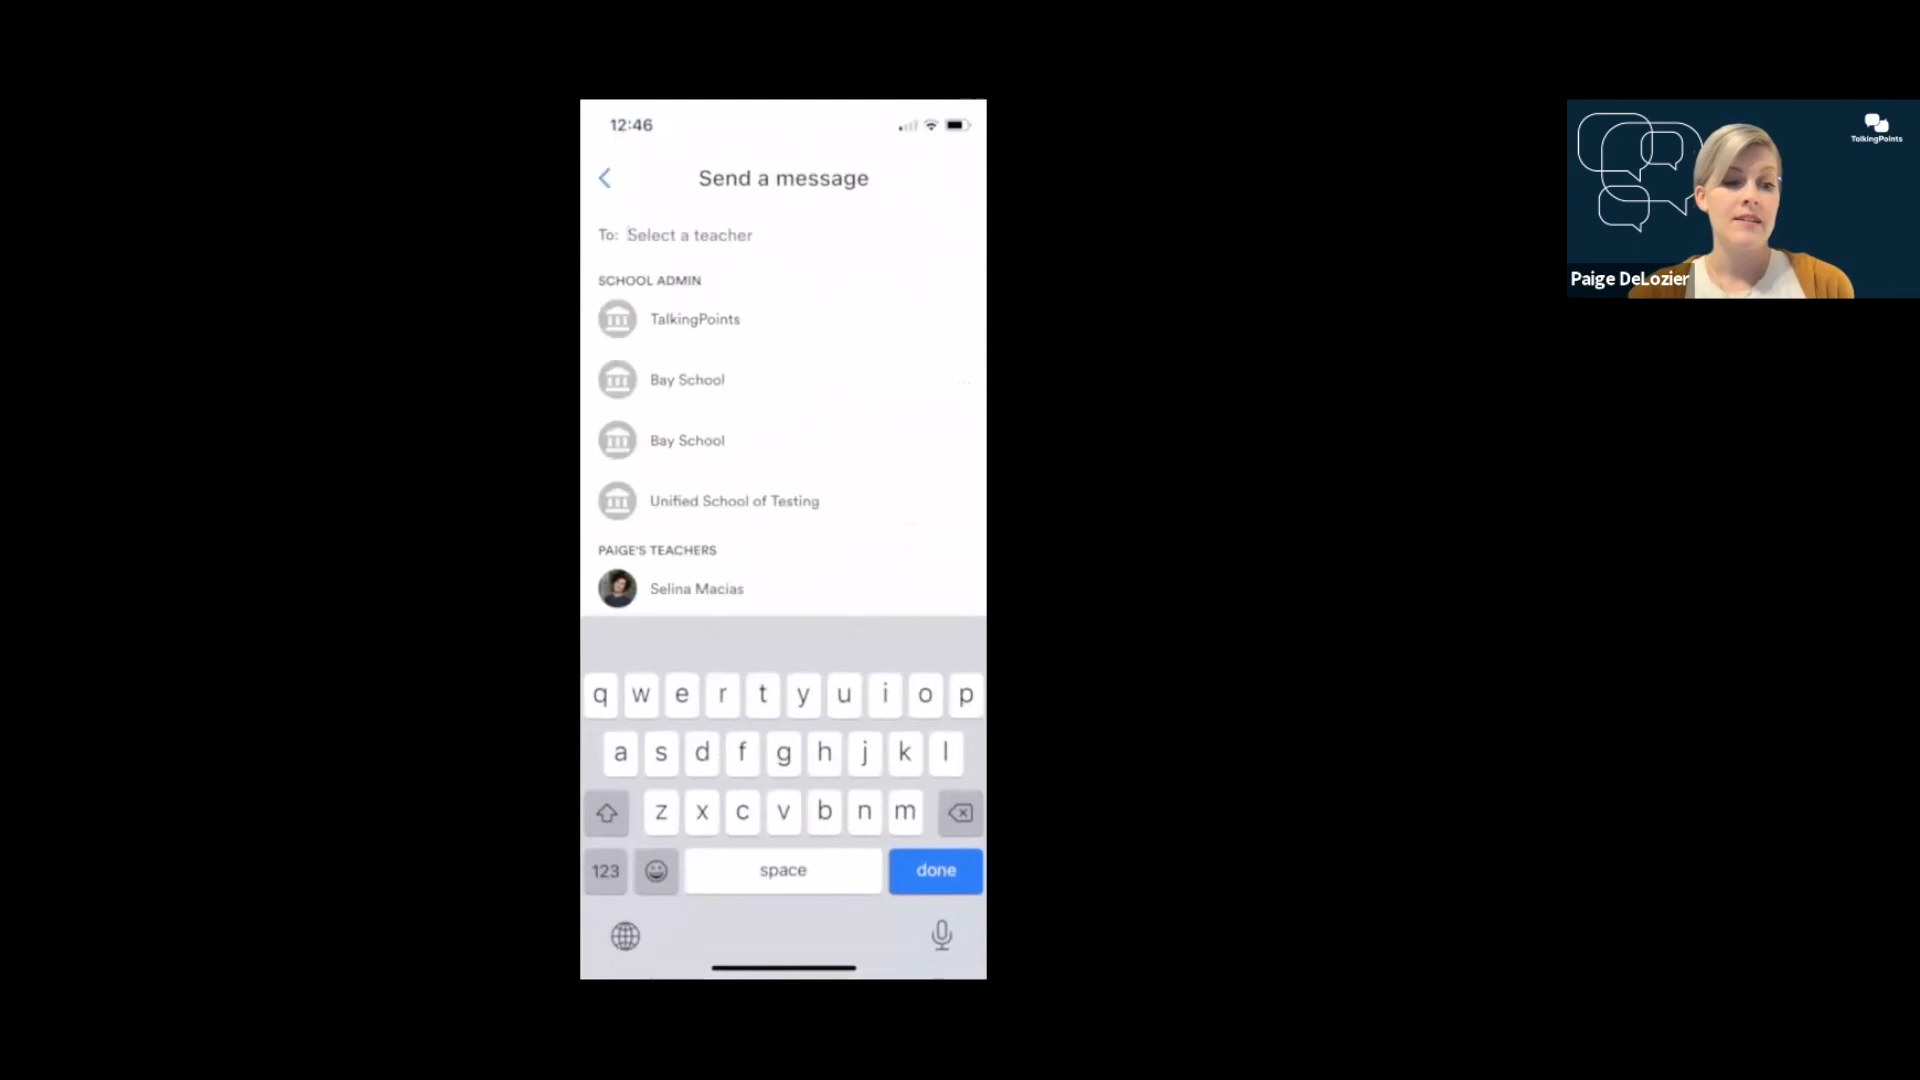 12:46
Send a message
To: Select a teacher
SCHOOL ADMIN
TalkingPoints
Bay School
Bay School
Unified School of Testing
PAIGE'S TEACHERS
Selina Macias
q w e r t y u i o p
a s d f g h j k l
z x c v b n m
123 space done
TalkingPoints
Paige DeLozier